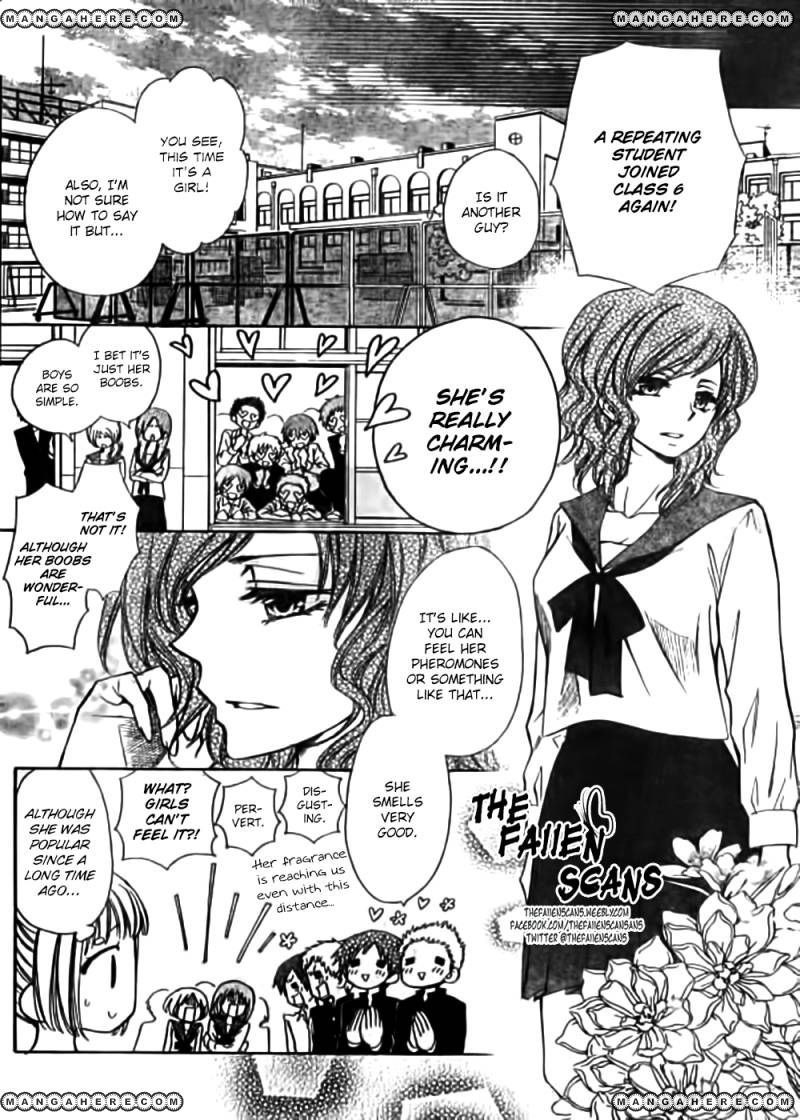 MANGAHERE.COM
MANGAHERE.COM
A REPEATING
STUDENT
JOINED
CLASS 6
AGAIN!
IS IT
ANOTHER
GUY?
YOU SEE,
THIS TIME
IT'S A
GIRL!
ALSO, I'M
NOT SURE
HOW TO SAY
IT BUT...
SHE'S
REALLY
CHARM-
ING...!!
I BET IT'S
JUST HER
BOOBS.
BOYS
ARE SO
SIMPLE.
THAT'S
NOT IT!
ALTHOUGH
HER BOOBS
ARE
WONDER-
FUL...
IT'S LIKE...
YOU CAN
FEEL HER
PHEROMONES
OR SOMETHING
LIKE THAT...
SHE
SMELLS
VERY
GOOD.
Her fragrance
is reaching us
even with this
distance...
DIS-
GUST-
ING.
PER-
VERT.
WHAT?
GIRLS
CAN'T
FEEL IT?!
ALTHOUGH
SHE WAS
POPULAR
SINCE A
LONG TIME
AGO...
THE
FAllEN
SCANS
THEFAllENSCANS.WEEBLY.COM
FACEBOOK.COM/THEFAllENSCANSANS
TWITTER @THEFAllENSCANS
MANGAHERE.COM
MANGAHERE.COM